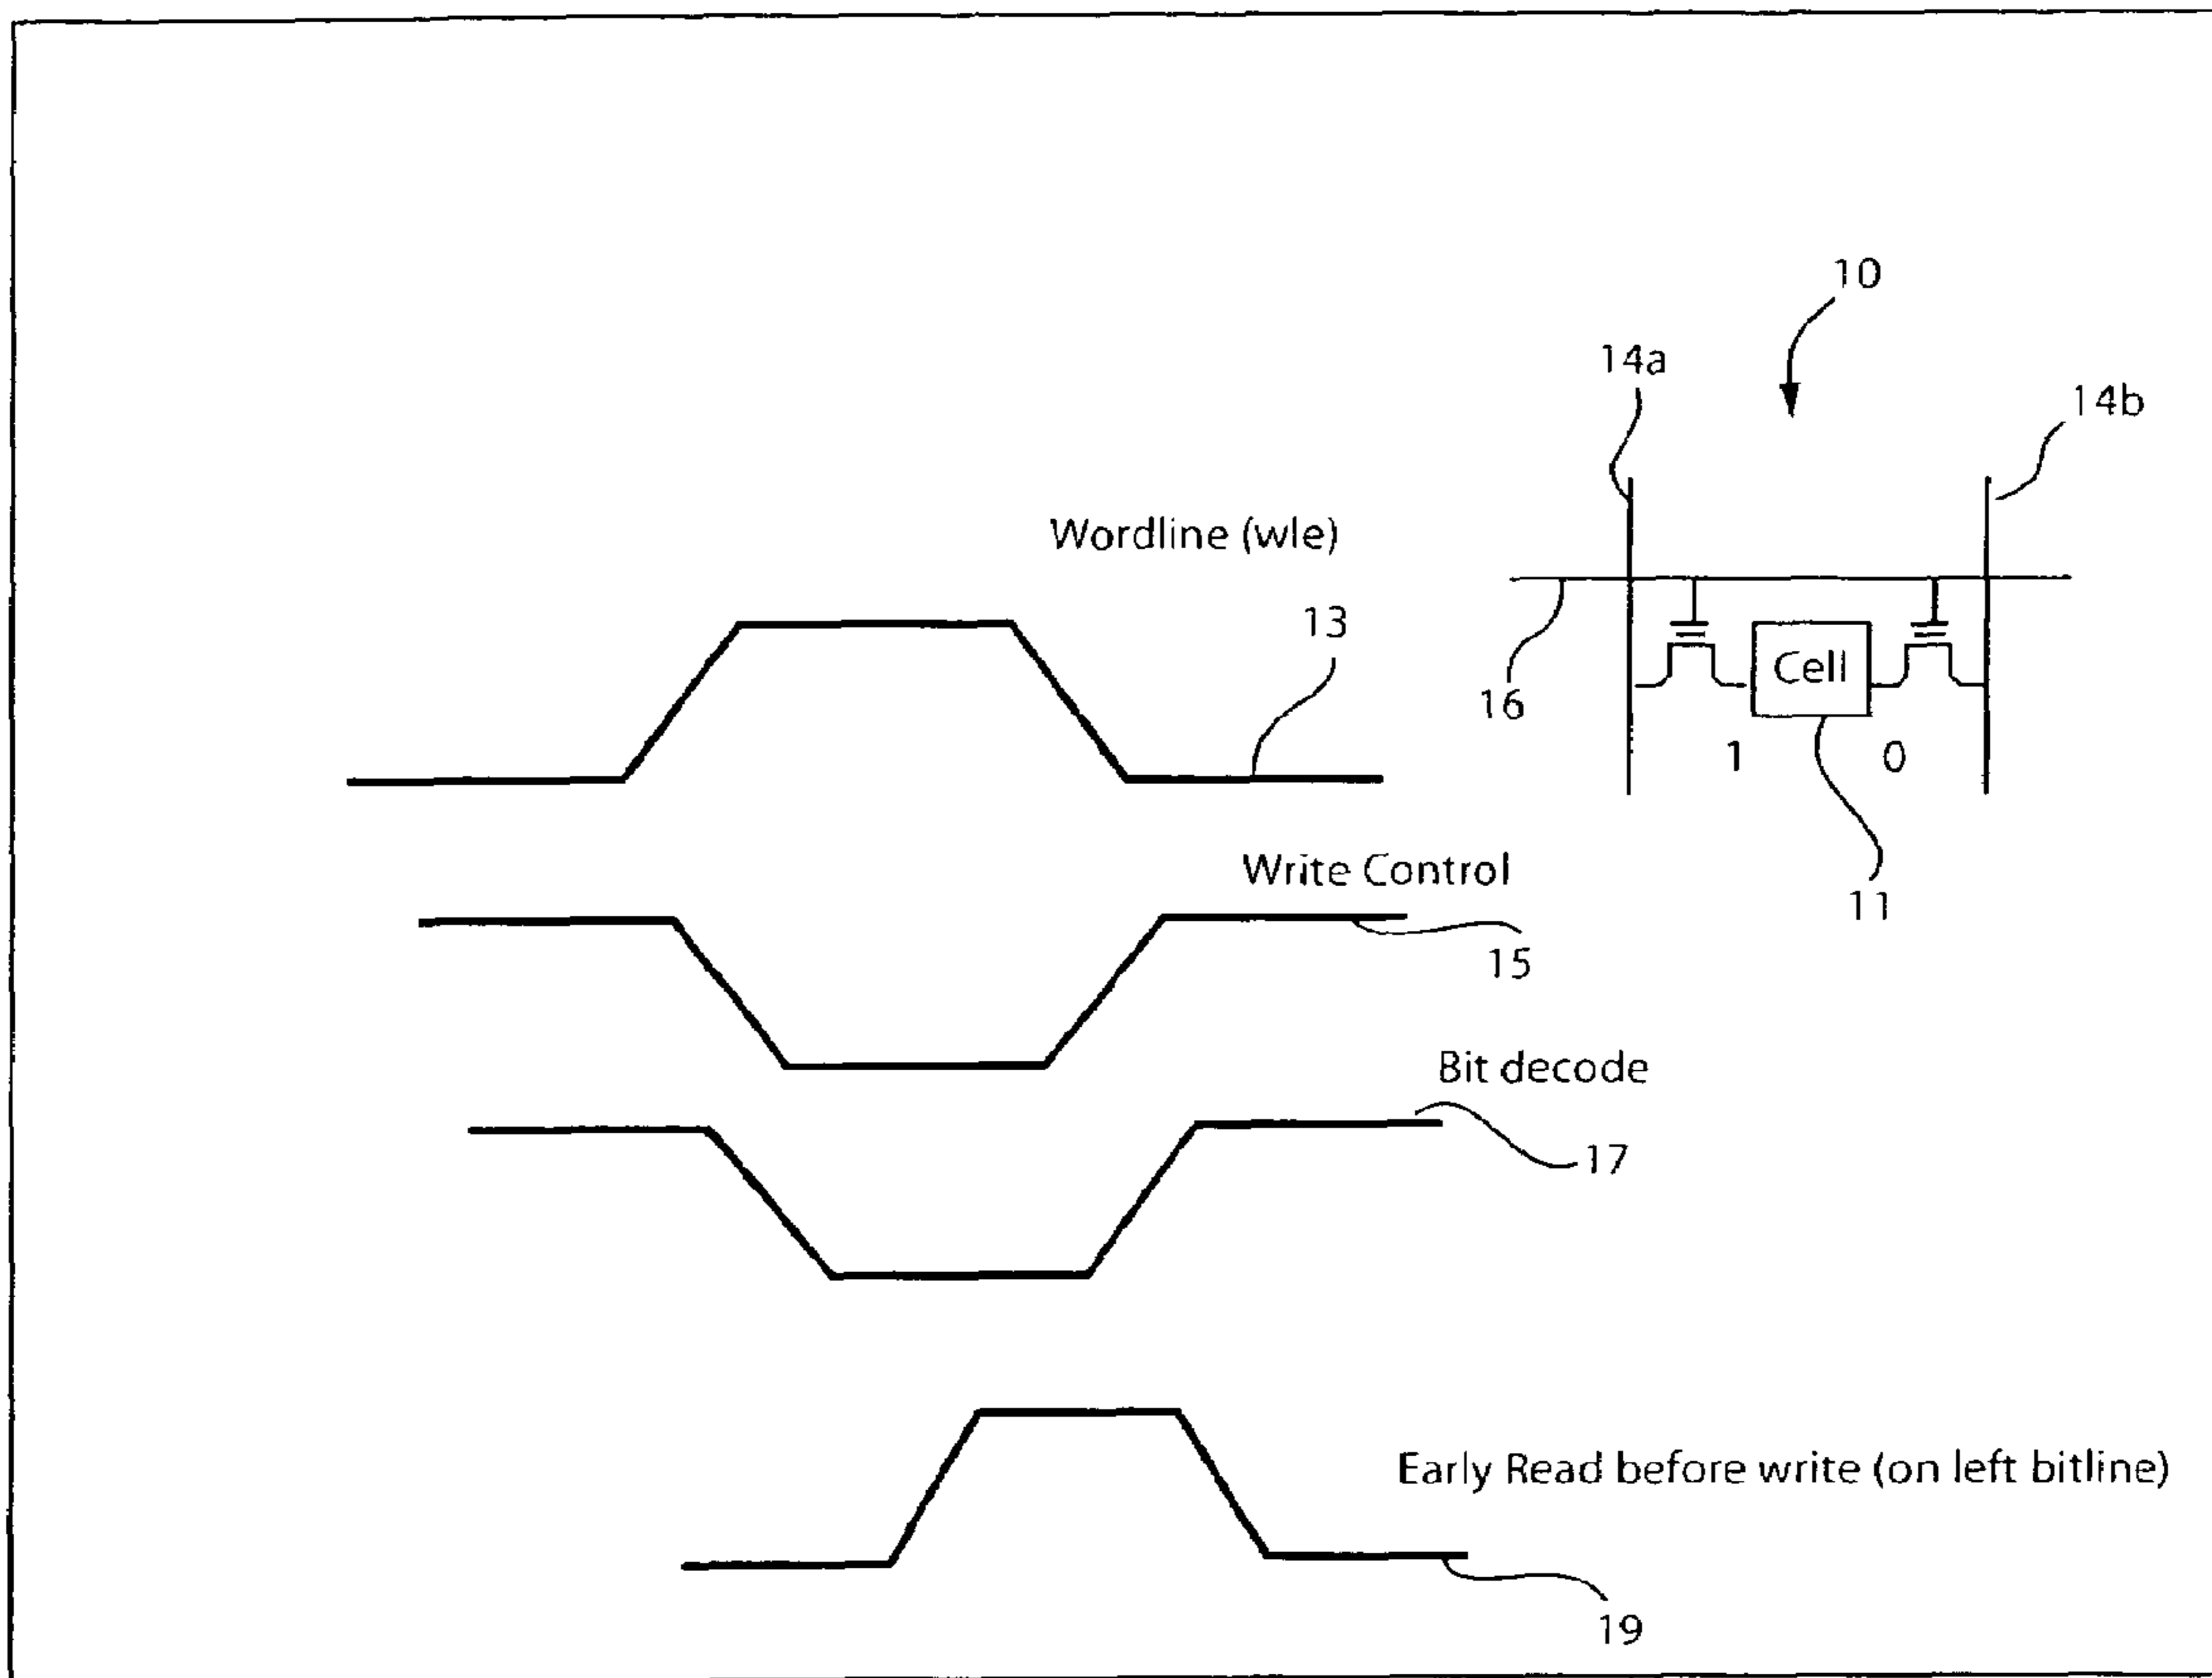 10
14a
14b
Wordline (wle)
13
16
Cell
1
0
11
Write Control
15
Bit decode
17
Early Read before write (on left bitline)
19